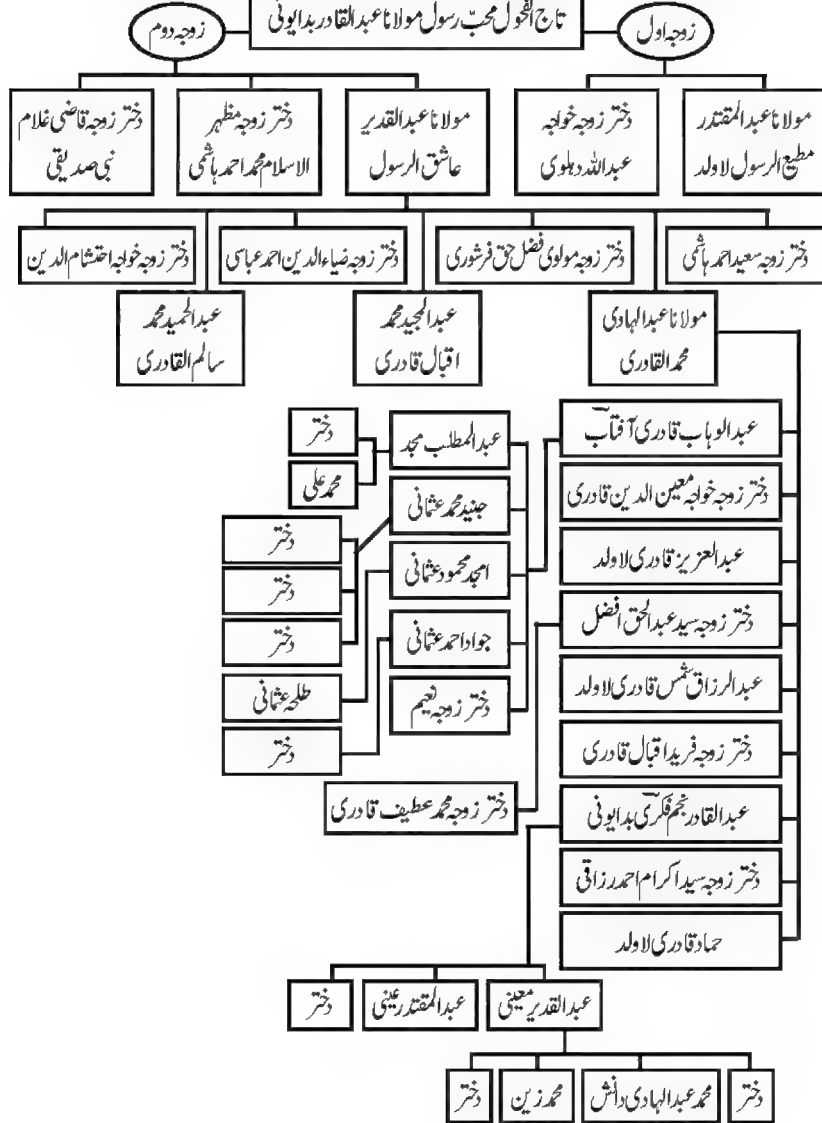 تاج الفحول محبّ رسول مولانا عبدالقادر بدایونی
زوجہ اول
زوجہ دوم
مولانا عبدالمقتدر
مطیع الرسول لاولد
دختر زوجہ خواجہ
عبداللہ دہلوی
مولانا عبدالقدیر
عاشق الرسول
دختر زوجہ مظہر
الاسلام محمد احمد ہاشمی
دختر زوجہ قاضی غلام
نبی صدیقی
دختر زوجہ سعید احمد ہاشمی
دختر زوجہ مولوی فضل حق فرشوری
دختر زوجہ ضیاء الدین احمد عباسی
دختر زوجہ خواجہ احتشام الدین
مولانا عبدالہادی
محمد القادری
عبدالمجید محمد
اقبال قادری
عبدالحمید محمد
سالم القادری
عبدالوہاب قادری آفتاب
دختر زوجہ خواجہ معین الدین قادری
عبدالعزیز قادری لاولد
دختر زوجہ سید عبدالحق افضل
عبدالرزاق شمس قادری لاولد
دختر زوجہ فرید اقبال قادری
عبدالقادر نجم فکری بدایونی
دختر زوجہ سید اکرام احمد رزاقی
حماد قادری لاولد
عبدالمطلب مجد
جنید محمد عثمانی
امجد محمود عثمانی
جواد احمد عثمانی
دختر زوجہ نعیم
دختر
محمد علی
دختر
دختر
دختر
طلحہ عثمانی
دختر
دختر زوجہ محمد عطیف قادری
عبدالقدیر معینی
عبدالمقتدر عینی
دختر
دختر
محمد عبدالہادی دانش
محمد زین
دختر